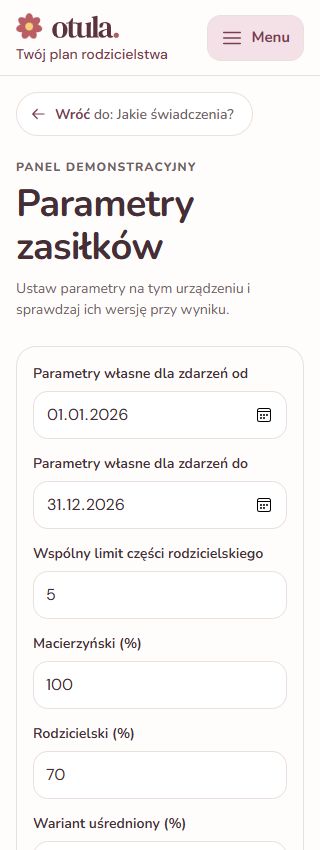 otula.
Twój plan rodzicielstwa
Menu
Wróć do: Jakie świadczenia?
PANEL DEMONSTRACYJNY
Parametry
zasiłków
Ustaw parametry na tym urządzeniu i
sprawdzaj ich wersję przy wyniku.
Parametry własne dla zdarzeń od
01.01.2026
Parametry własne dla zdarzeń do
31.12.2026
Wspólny limit części rodzicielskiego
5
Macierzyński (%)
100
Rodzicielski (%)
70
Wariant uśredniony (%)